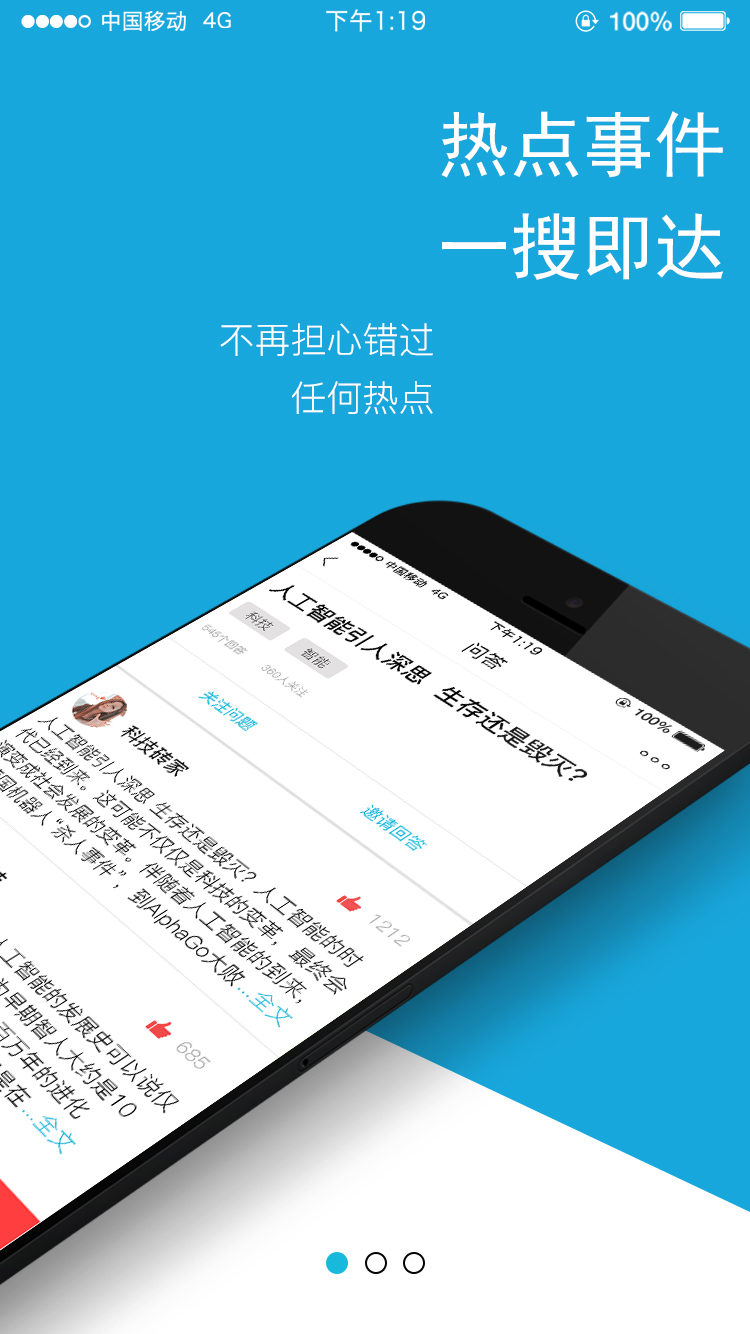 中国移动 4G 下午1:19 100%
热点事件
一搜即达
不再担心错过
任何热点
中国移动 4G 下午1:19 100%
问答
人工智能引人深思 生存还是毁灭?
科技 智能
545个回答 360人关注
关注问题 邀请回答
科技砖家
1212
人工智能引人深思 生存还是毁灭? 人工智能的时
代已经到来。这可能不仅仅是科技的变革，最终会
演变成社会发展的变革。伴随着人工智能的到来，
国机器人“杀人事件”，到AlphaGo大败...全文
685
人工智能的发展史可以说仅
早期智人大约是10
百万年的进化
是在...全文